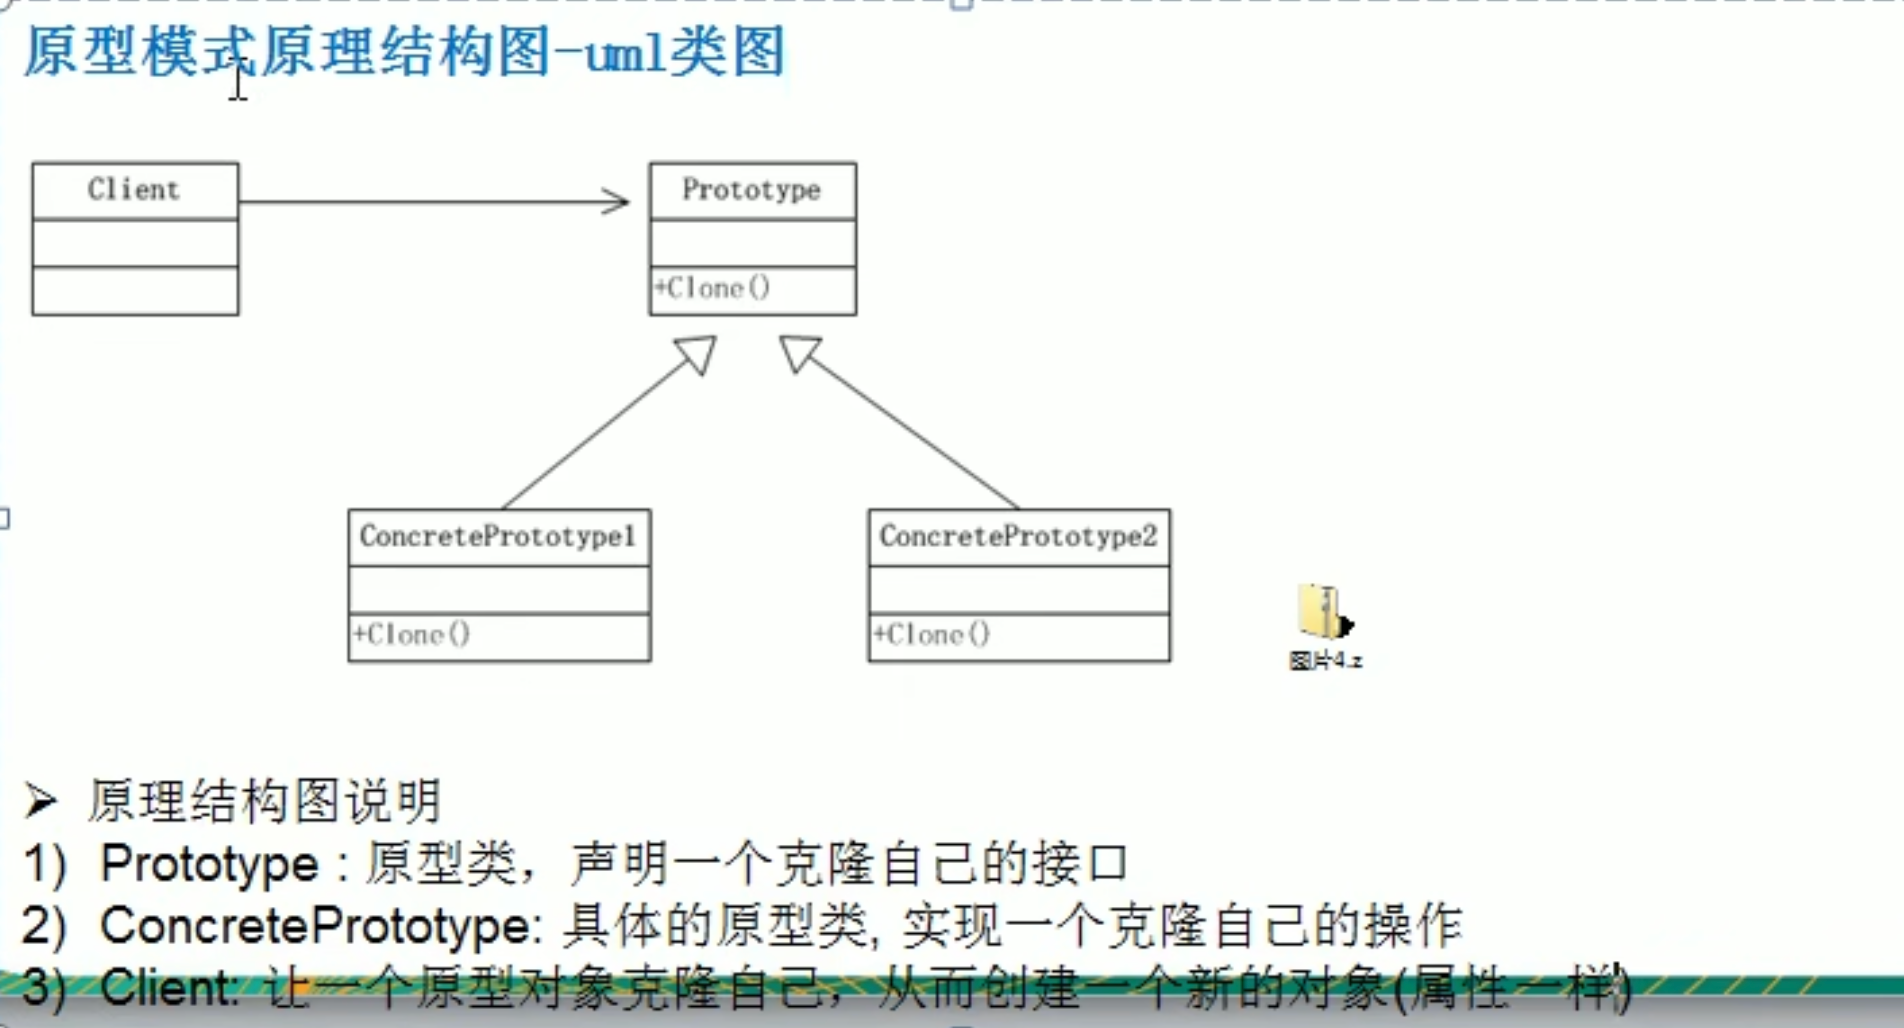 原型模式原理结构图-uml类图
Client
Prototype
+Clone()
ConcretePrototype1
ConcretePrototype2
+Clone()
+Clone()
图片4.z
➢ 原理结构图说明
1) Prototype : 原型类，声明一个克隆自己的接口
2) ConcretePrototype: 具体的原型类, 实现一个克隆自己的操作
3) Client: 让一个原型对象克隆自己，从而创建一个新的对象(属性一样)